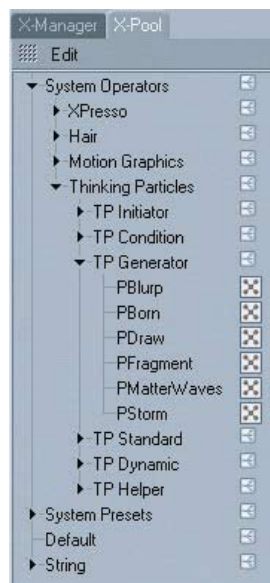 X-Manager X-Pool
Edit
System Operators
XPresso
Hair
Motion Graphics
Thinking Particles
TP Initiator
TP Condition
TP Generator
PBlurp
PBorn
PDraw
PFragment
PMatterWaves
PStorm
TP Standard
TP Dynamic
TP Helper
System Presets
Default
String